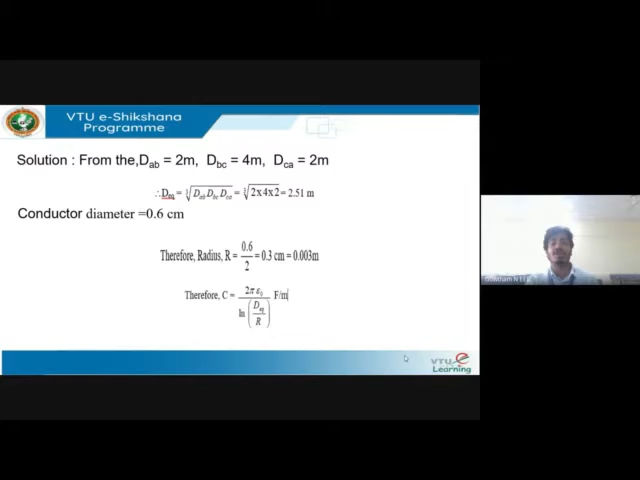 VTU e-Shikshana
Programme
Solution : From the,Dab = 2m, Dbc = 4m, Dca = 2m
∴Deq = ∛(Dab Dbc Dca) = ∛(2x4x2) = 2.51 m
Conductor diameter =0.6 cm
Therefore, Radius, R = 0.6/2 = 0.3 cm = 0.003m
Therefore, C = 2π ε0 / ln(Deq/R) F/m
VTU e
Learning